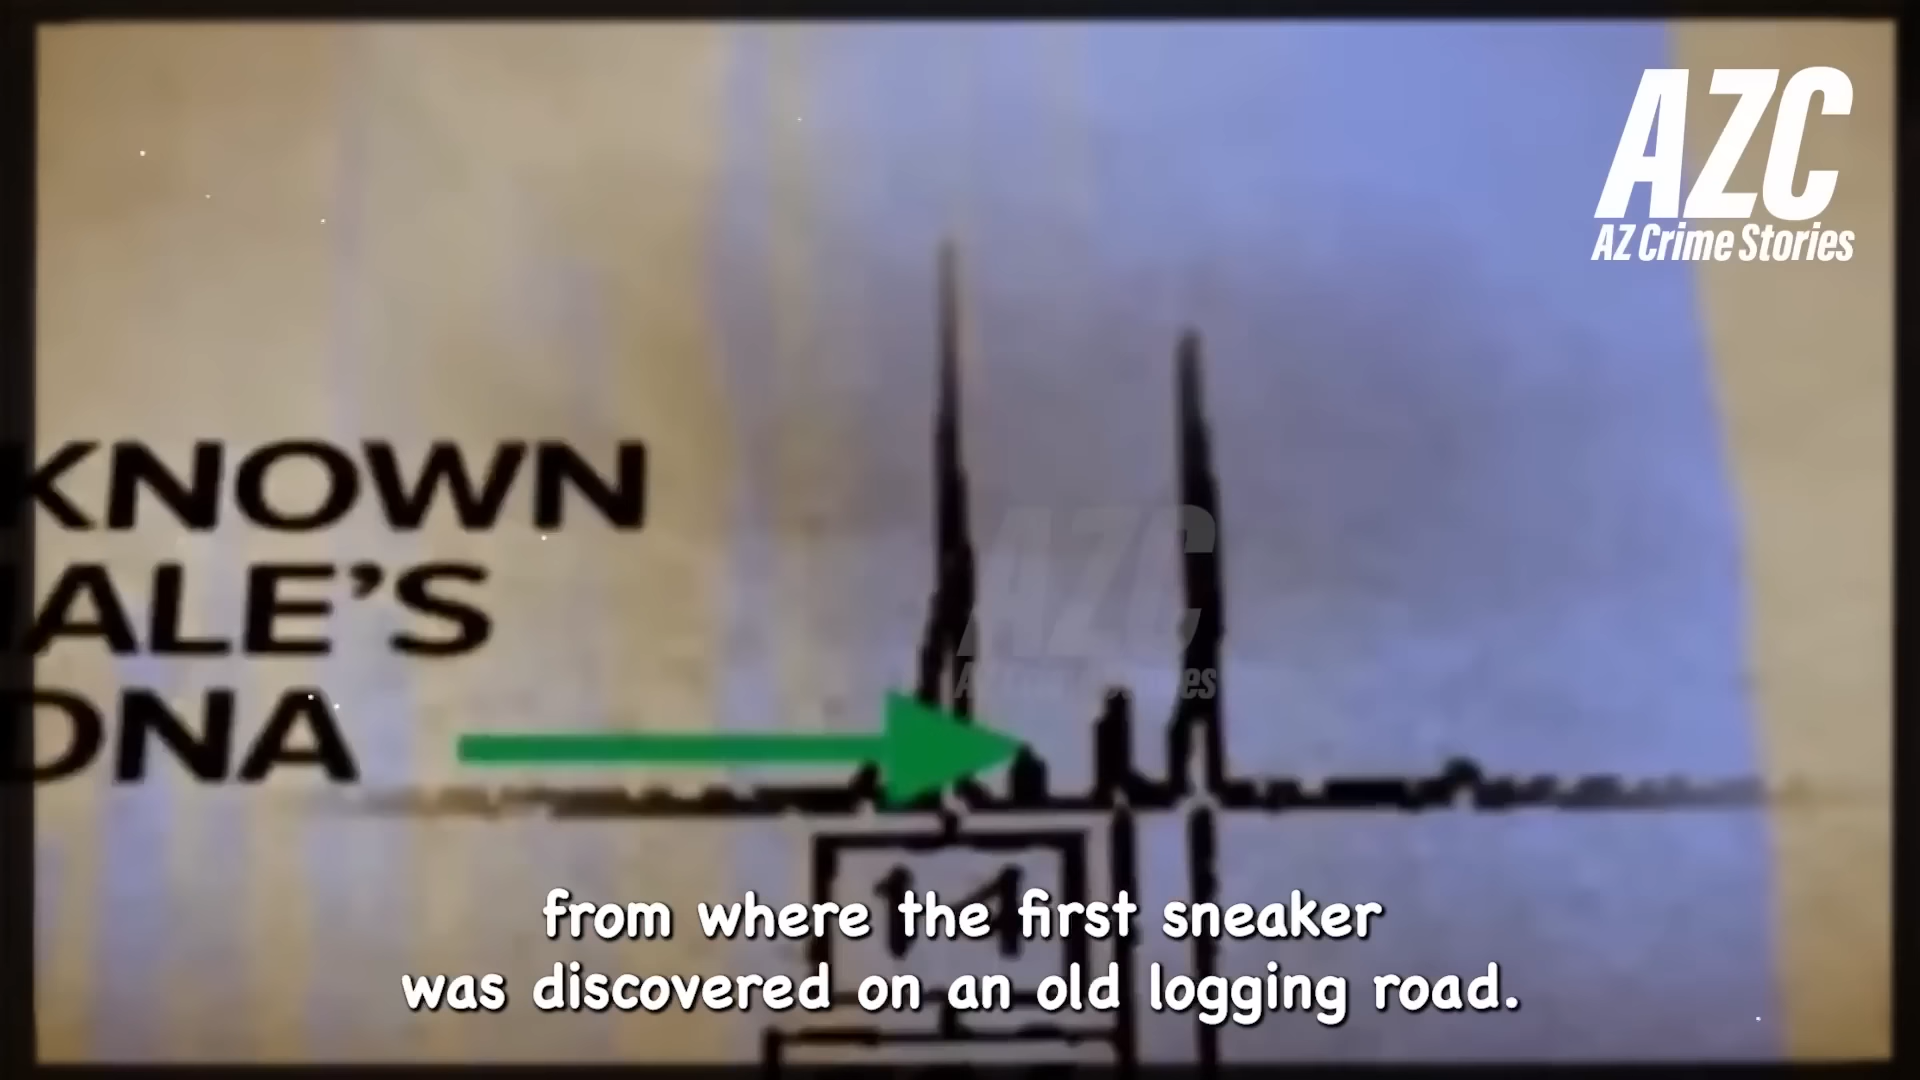 AZC
AZ Crime Stories
KNOWN
ALE'S
DNA
14
from where the first sneaker
was discovered on an old logging road.